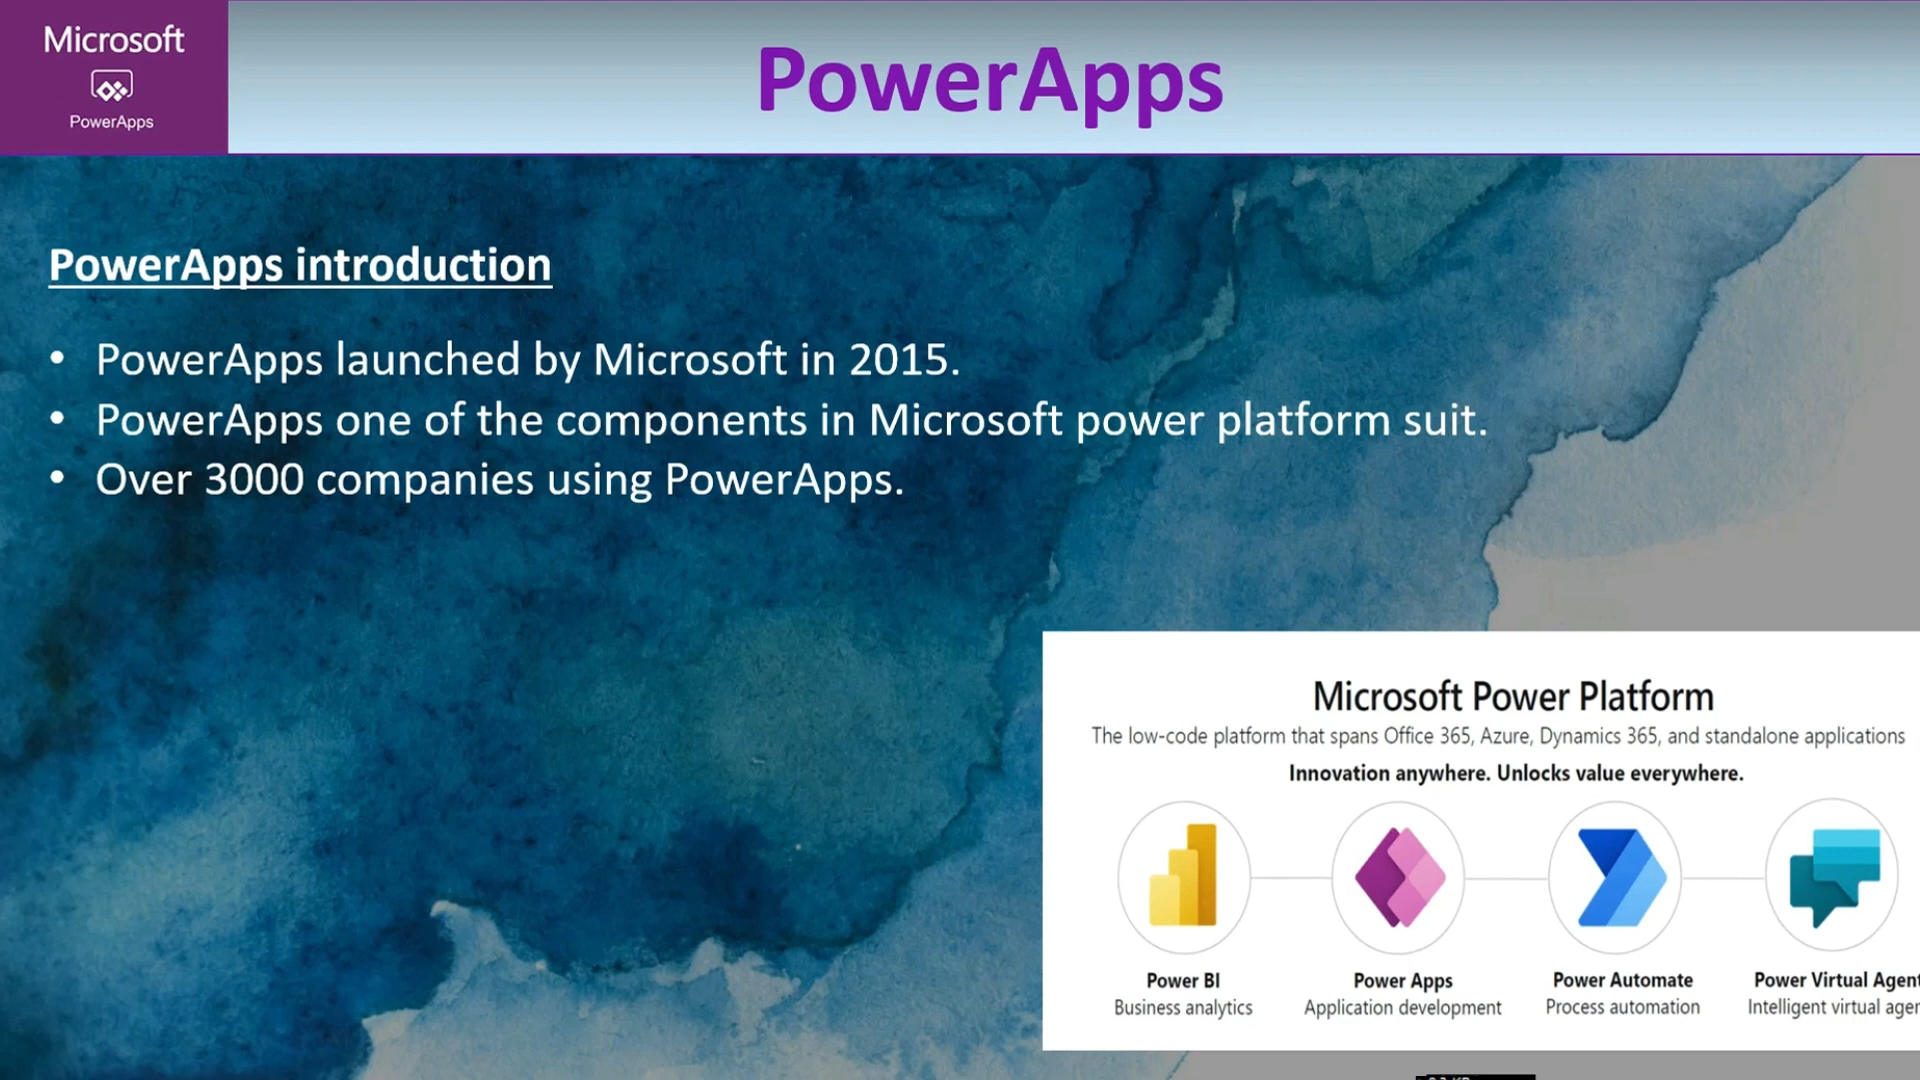 Microsoft
PowerApps
PowerApps
PowerApps introduction
• PowerApps launched by Microsoft in 2015.
• PowerApps one of the components in Microsoft power platform suit.
• Over 3000 companies using PowerApps.
Microsoft Power Platform
The low-code platform that spans Office 365, Azure, Dynamics 365, and standalone applications
Innovation anywhere. Unlocks value everywhere.
Power BI
Business analytics
Power Apps
Application development
Power Automate
Process automation
Power Virtual Agent
Intelligent virtual